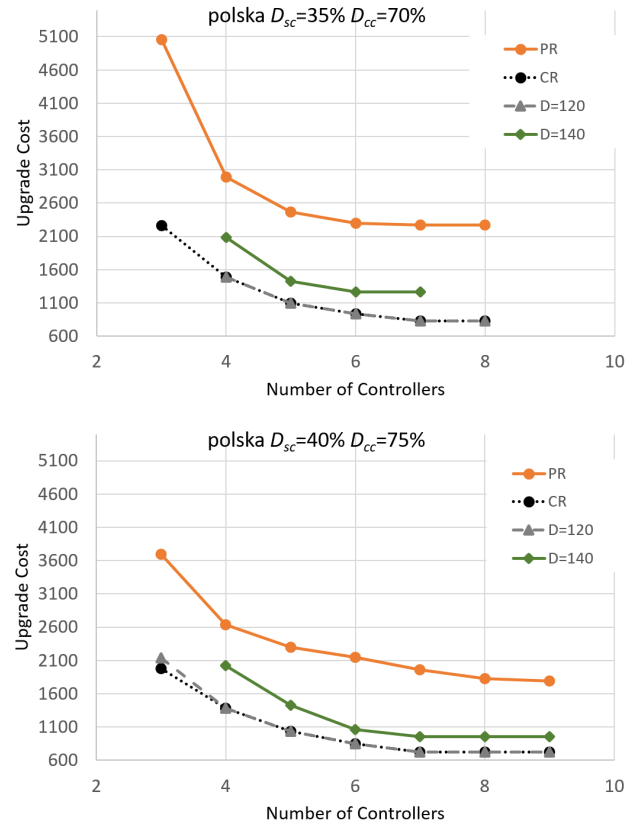 polska Dsc=35% Dcc=70%
5100
4600
4100
3600
3100
2600
2100
1600
1100
600
Upgrade Cost
PR
CR
D=120
D=140
2 4 6 8 10
Number of Controllers
polska Dsc=40% Dcc=75%
5100
4600
4100
3600
3100
2600
2100
1600
1100
600
Upgrade Cost
PR
CR
D=120
D=140
2 4 6 8 10
Number of Controllers